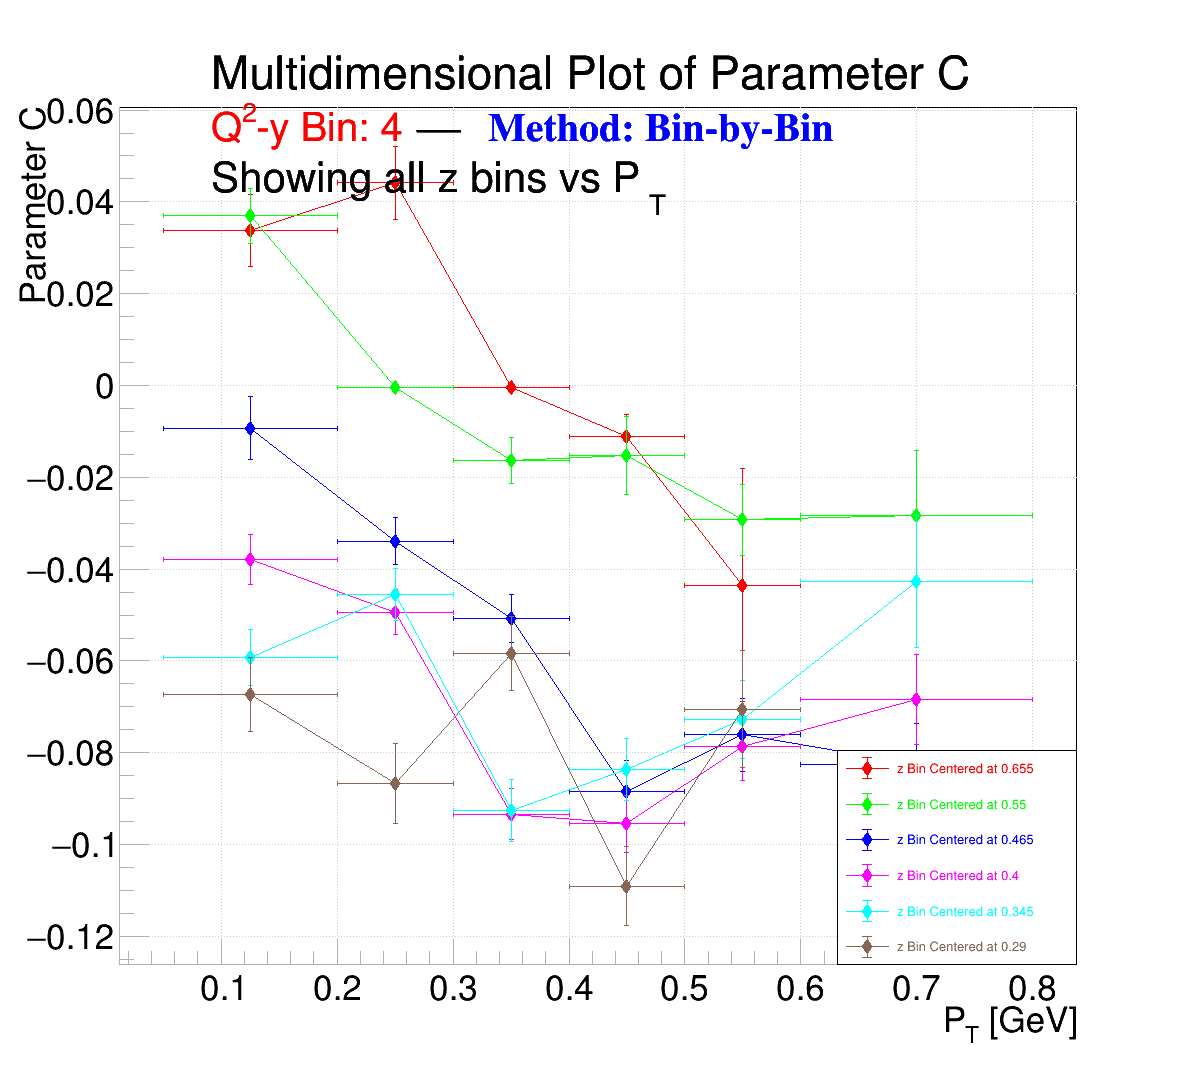 Multidimensional Plot of Parameter C
Q²-y Bin: 4 — Method: Bin-by-Bin
Showing all z bins vs P_T
Parameter C
0.06
0.04
0.02
0
−0.02
−0.04
−0.06
−0.08
−0.1
−0.12
z Bin Centered at 0.655
z Bin Centered at 0.55
z Bin Centered at 0.465
z Bin Centered at 0.4
z Bin Centered at 0.345
z Bin Centered at 0.29
0.1 0.2 0.3 0.4 0.5 0.6 0.7 0.8
P_T [GeV]